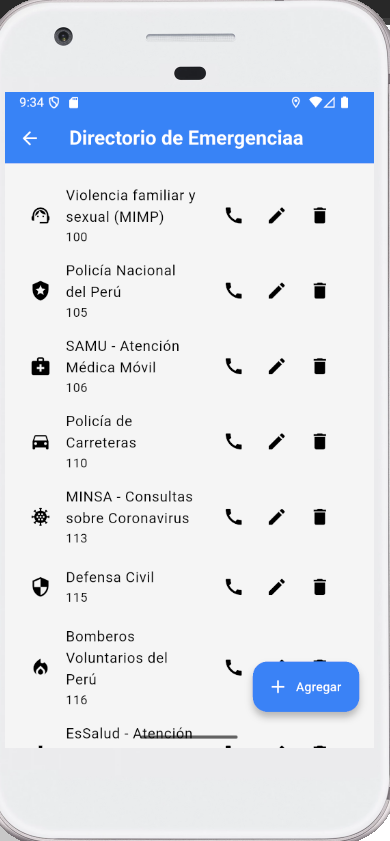 9:34
Directorio de Emergenciaa
Violencia familiar y
sexual (MIMP)
100
Policía Nacional
del Perú
105
SAMU - Atención
Médica Móvil
106
Policía de
Carreteras
110
MINSA - Consultas
sobre Coronavirus
113
Defensa Civil
115
Bomberos
Voluntarios del
Perú
116
Agregar
EsSalud - Atención